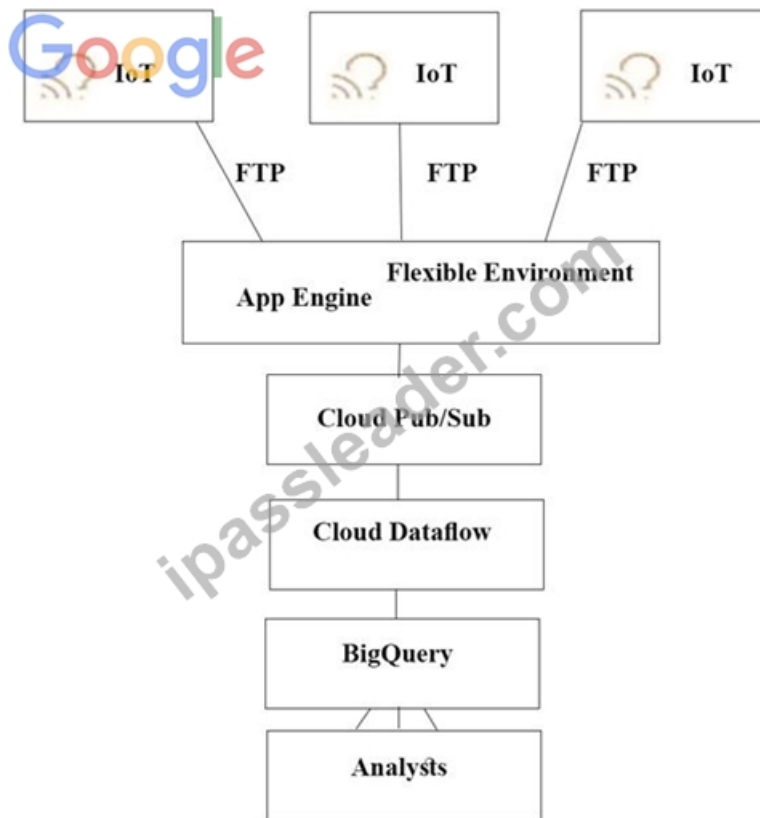 Google
IoT
IoT
IoT
FTP
FTP
FTP
Flexible Environment
App Engine
Cloud Pub/Sub
Cloud Dataflow
BigQuery
Analysts
ipassleader.com